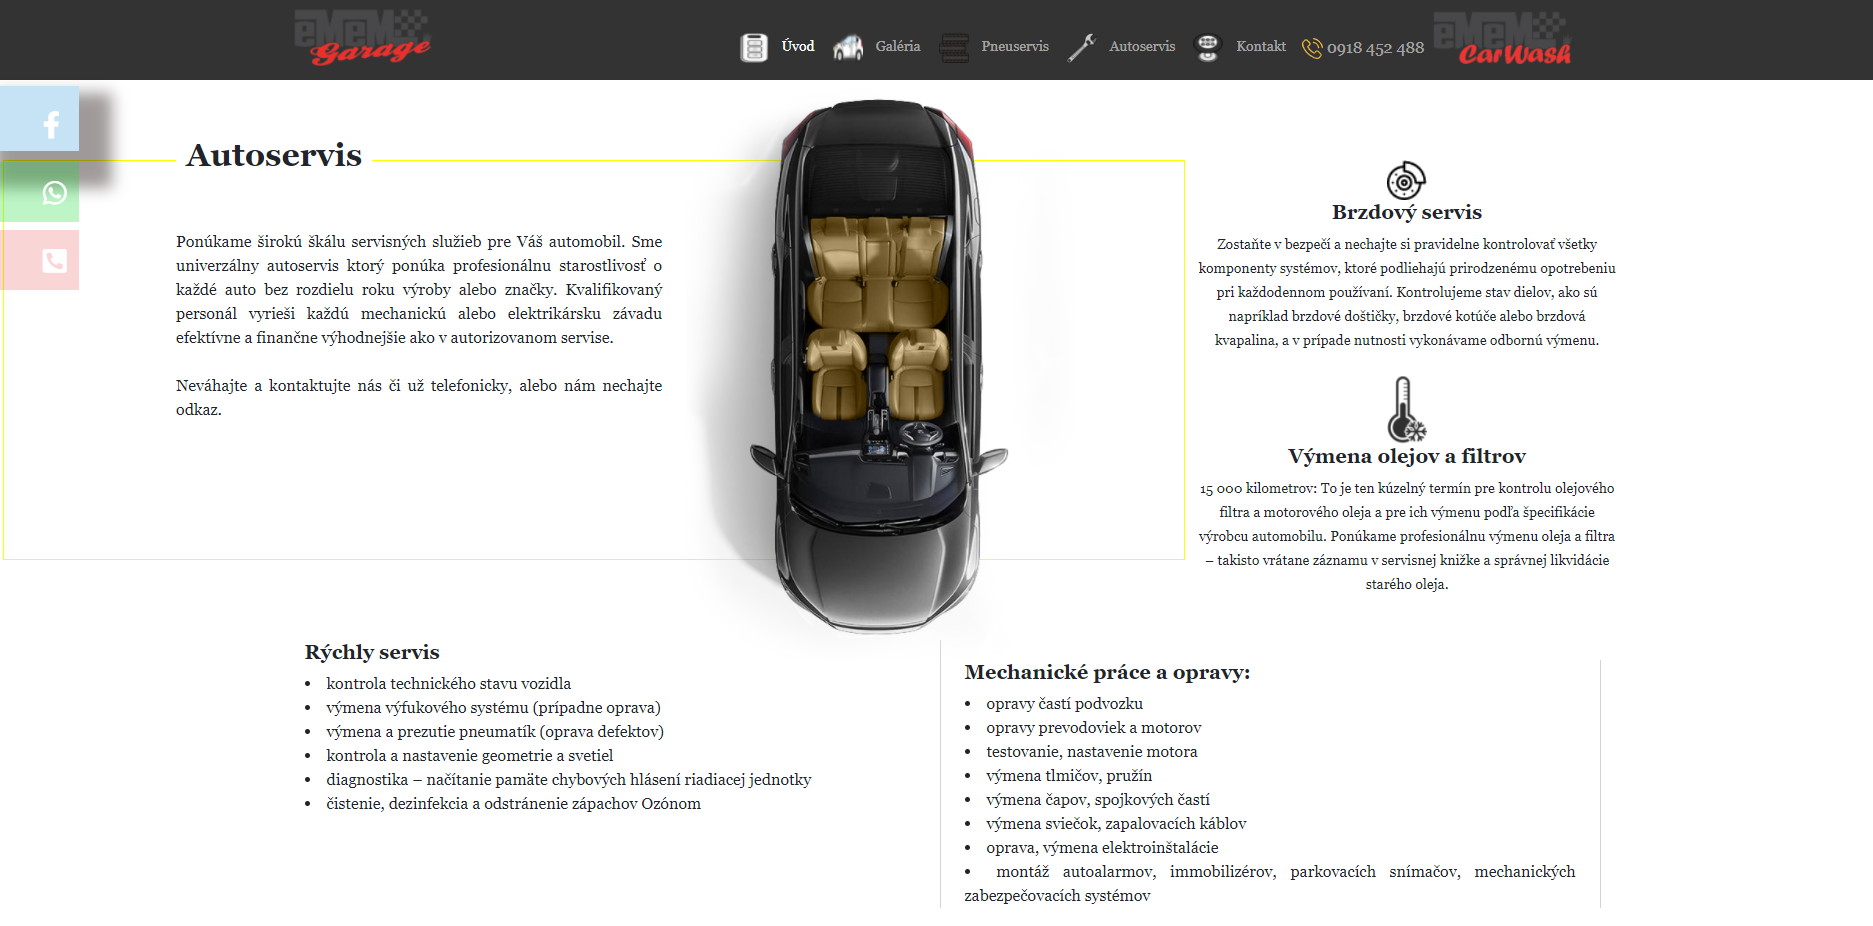 eMeM Garage
Úvod
Galéria
Pneuservis
Autoservis
Kontakt
0918 452 488
eMeM CarWash
Autoservis
Ponúkame širokú škálu servisných služieb pre Váš automobil. Sme
univerzálny autoservis ktorý ponúka profesionálnu starostlivosť o
každé auto bez rozdielu roku výroby alebo značky. Kvalifikovaný
personál vyrieši každú mechanickú alebo elektrikársku závadu
efektívne a finančne výhodnejšie ako v autorizovanom servise.
Neváhajte a kontaktujte nás či už telefonicky, alebo nám nechajte
odkaz.
Brzdový servis
Zostaňte v bezpečí a nechajte si pravidelne kontrolovať všetky
komponenty systémov, ktoré podliehajú prirodzenému opotrebeniu
pri každodennom používaní. Kontrolujeme stav dielov, ako sú
napríklad brzdové doštičky, brzdové kotúče alebo brzdová
kvapalina, a v prípade nutnosti vykonávame odbornú výmenu.
Výmena olejov a filtrov
15 000 kilometrov: To je ten kúzelný termín pre kontrolu olejového
filtra a motorového oleja a pre ich výmenu podľa špecifikácie
výrobcu automobilu. Ponúkame profesionálnu výmenu oleja a filtra
– takisto vrátane záznamu v servisnej knižke a správnej likvidácie
starého oleja.
Rýchly servis
• kontrola technického stavu vozidla
• výmena výfukového systému (prípadne oprava)
• výmena a prezutie pneumatík (oprava defektov)
• kontrola a nastavenie geometrie a svetiel
• diagnostika – načítanie pamäte chybových hlásení riadiacej jednotky
• čistenie, dezinfekcia a odstránenie zápachov Ozónom
Mechanické práce a opravy:
• opravy častí podvozku
• opravy prevodoviek a motorov
• testovanie, nastavenie motora
• výmena tlmičov, pružín
• výmena čapov, spojkových častí
• výmena sviečok, zapalovacích káblov
• oprava, výmena elektroinštalácie
• montáž autoalarmov, immobilizérov, parkovacích snímačov, mechanických
zabezpečovacích systémov